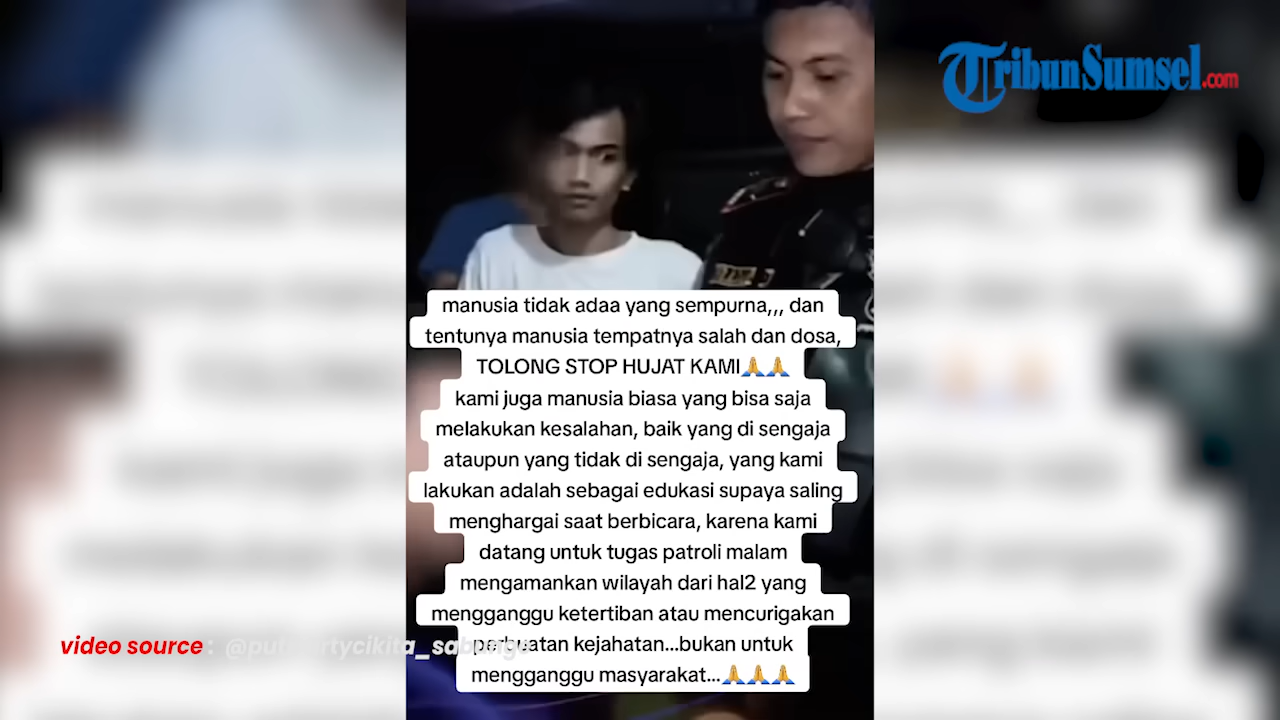 TribunSumsel.com
manusia tidak adaa yang sempurna,,, dan
tentunya manusia tempatnya salah dan dosa,
TOLONG STOP HUJAT KAMI🙏🙏
kami juga manusia biasa yang bisa saja
melakukan kesalahan, baik yang di sengaja
ataupun yang tidak di sengaja, yang kami
lakukan adalah sebagai edukasi supaya saling
menghargai saat berbicara, karena kami
datang untuk tugas patroli malam
mengamankan wilayah dari hal2 yang
mengganggu ketertiban atau mencurigakan
perbuatan kejahatan...bukan untuk
mengganggu masyarakat...🙏🙏🙏
video source: